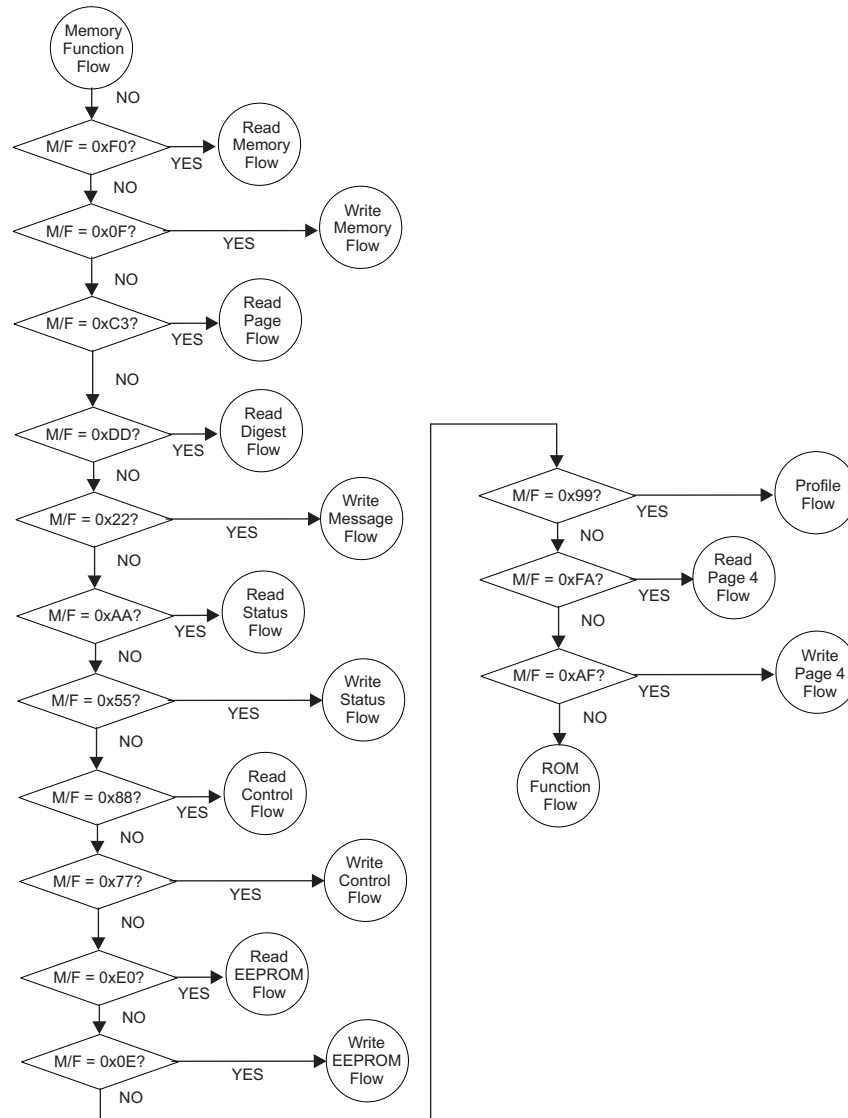 Memory
Function
Flow
NO
M/F = 0xF0?
YES
Read
Memory
Flow
NO
M/F = 0x0F?
YES
Write
Memory
Flow
NO
M/F = 0xC3?
YES
Read
Page
Flow
NO
M/F = 0xDD?
YES
Read
Digest
Flow
NO
M/F = 0x22?
YES
Write
Message
Flow
NO
M/F = 0xAA?
YES
Read
Status
Flow
NO
M/F = 0x55?
YES
Write
Status
Flow
NO
M/F = 0x88?
YES
Read
Control
Flow
NO
M/F = 0x77?
YES
Write
Control
Flow
NO
M/F = 0xE0?
YES
Read
EEPROM
Flow
NO
M/F = 0x0E?
YES
Write
EEPROM
Flow
NO
M/F = 0x99?
YES
Profile
Flow
NO
M/F = 0xFA?
YES
Read
Page 4
Flow
NO
M/F = 0xAF?
YES
Write
Page 4
Flow
NO
ROM
Function
Flow